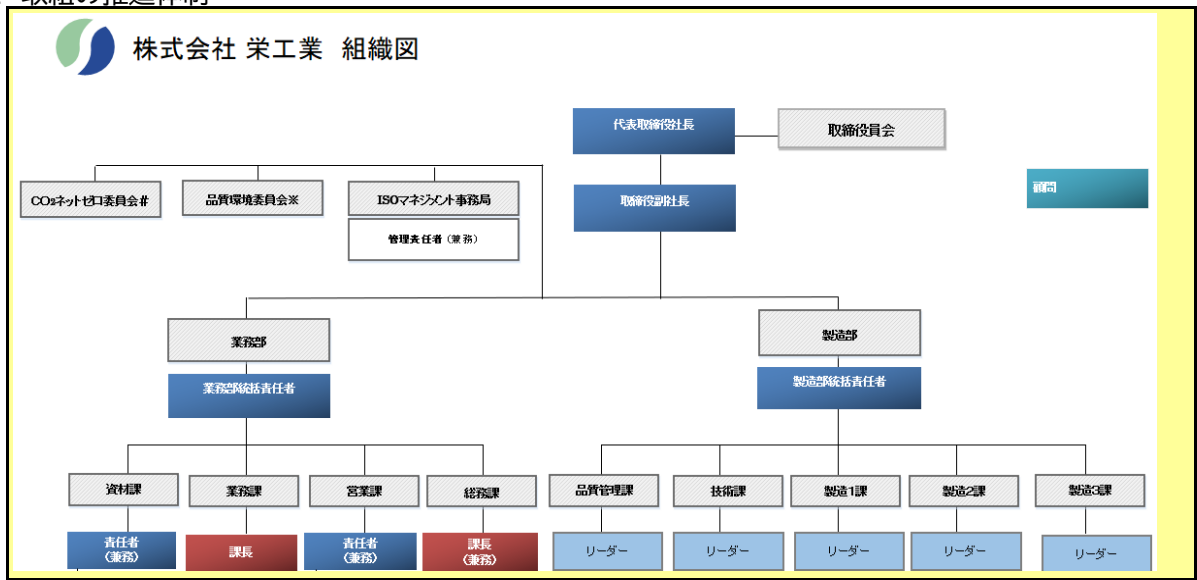 取組の推進体制
株式会社 栄工業 組織図
代表取締役社長
取締役員会
CO₂ネットゼロ委員会#
品質環境委員会※
ISOマネジメント事務局
管理責任者（兼務）
取締役副社長
顧問
業務部
製造部
業務部統括責任者
製造部統括責任者
資材課
業務課
営業課
総務課
品質管理課
技術課
製造1課
製造2課
製造3課
責任者
（兼務）
課長
責任者
（兼務）
課長
（兼務）
リーダー
リーダー
リーダー
リーダー
リーダー